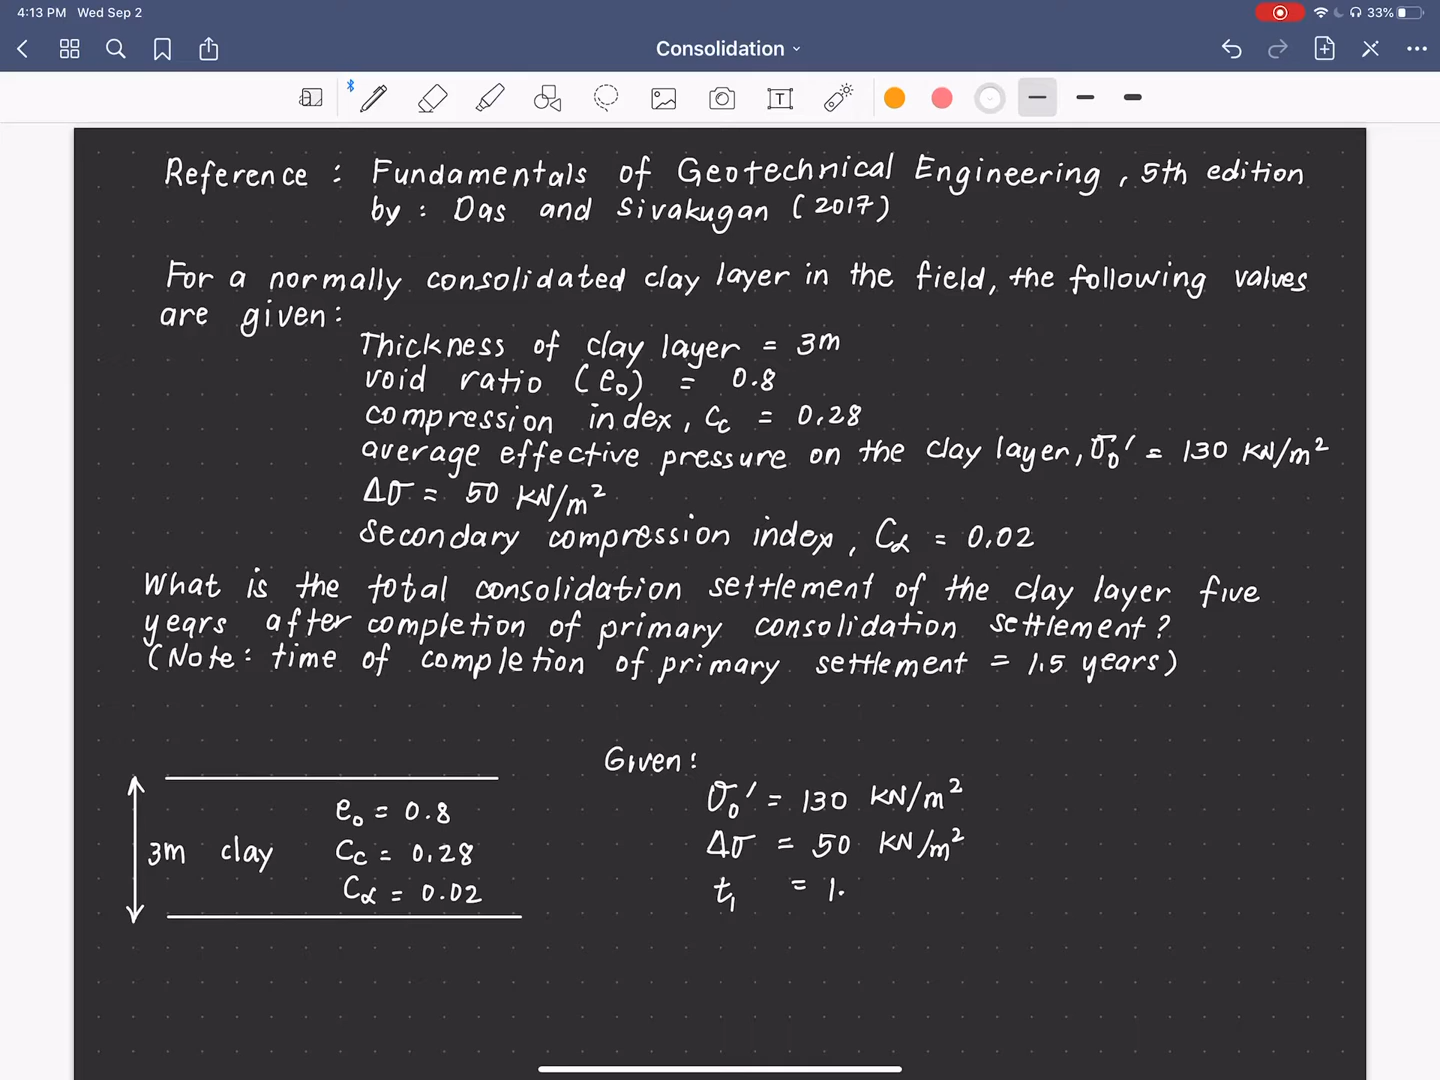 4:13 PM Wed Sep 2
33%
Consolidation
Reference : Fundamentals of Geotechnical Engineering, 5th edition
by : Das and Sivakugan (2017)
For a normally consolidated clay layer in the field, the following values
are given:
Thickness of clay layer = 3m
void ratio (e₀) = 0.8
compression index, Cc = 0.28
average effective pressure on the clay layer, σ₀' = 130 KN/m²
Δσ = 50 KN/m²
secondary compression index, Cα = 0.02
What is the total consolidation settlement of the clay layer five
years after completion of primary consolidation settlement?
(Note: time of completion of primary settlement = 1.5 years)
Given:
σ₀' = 130 KN/m²
Δσ = 50 KN/m²
t₁ = 1.
3m clay
e₀ = 0.8
Cc = 0.28
Cα = 0.02